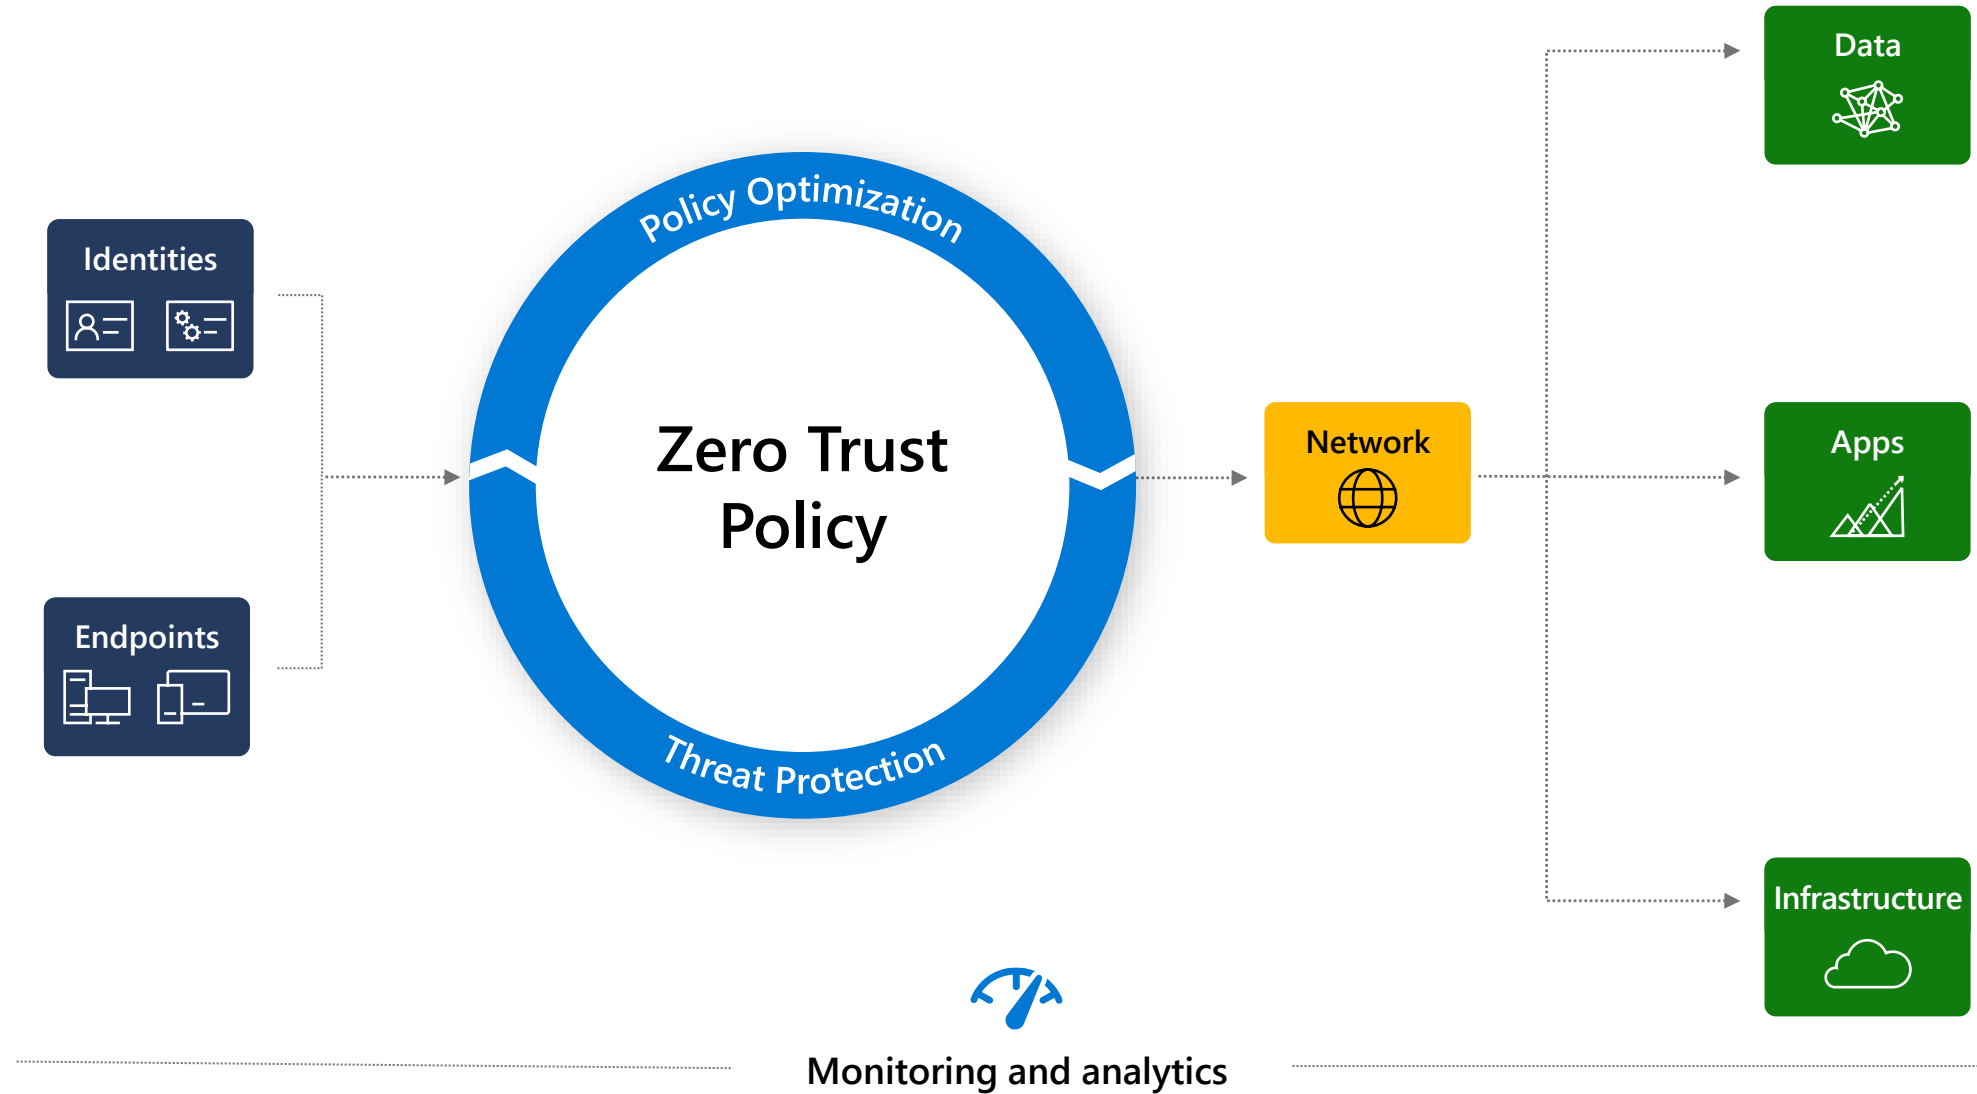 Data
Policy Optimization
Identities
Zero Trust
Policy
Network
Apps
Endpoints
Threat Protection
Infrastructure
Monitoring and analytics